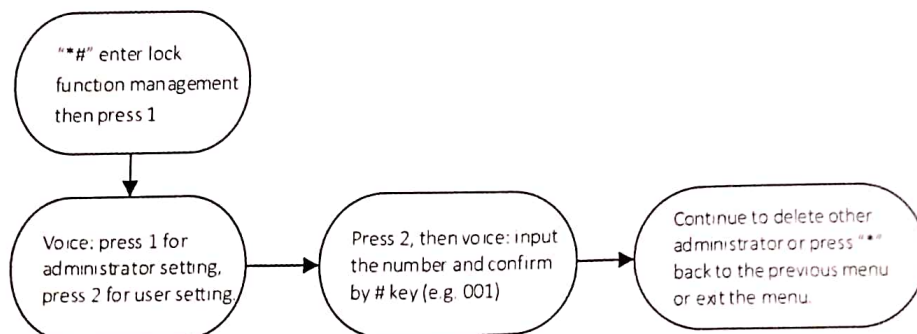 "*#" enter lock
function management
then press 1
Voice: press 1 for
administrator setting,
press 2 for user setting.
Press 2, then voice: input
the number and confirm
by # key (e.g. 001)
Continue to delete other
administrator or press "*"
back to the previous menu
or exit the menu.